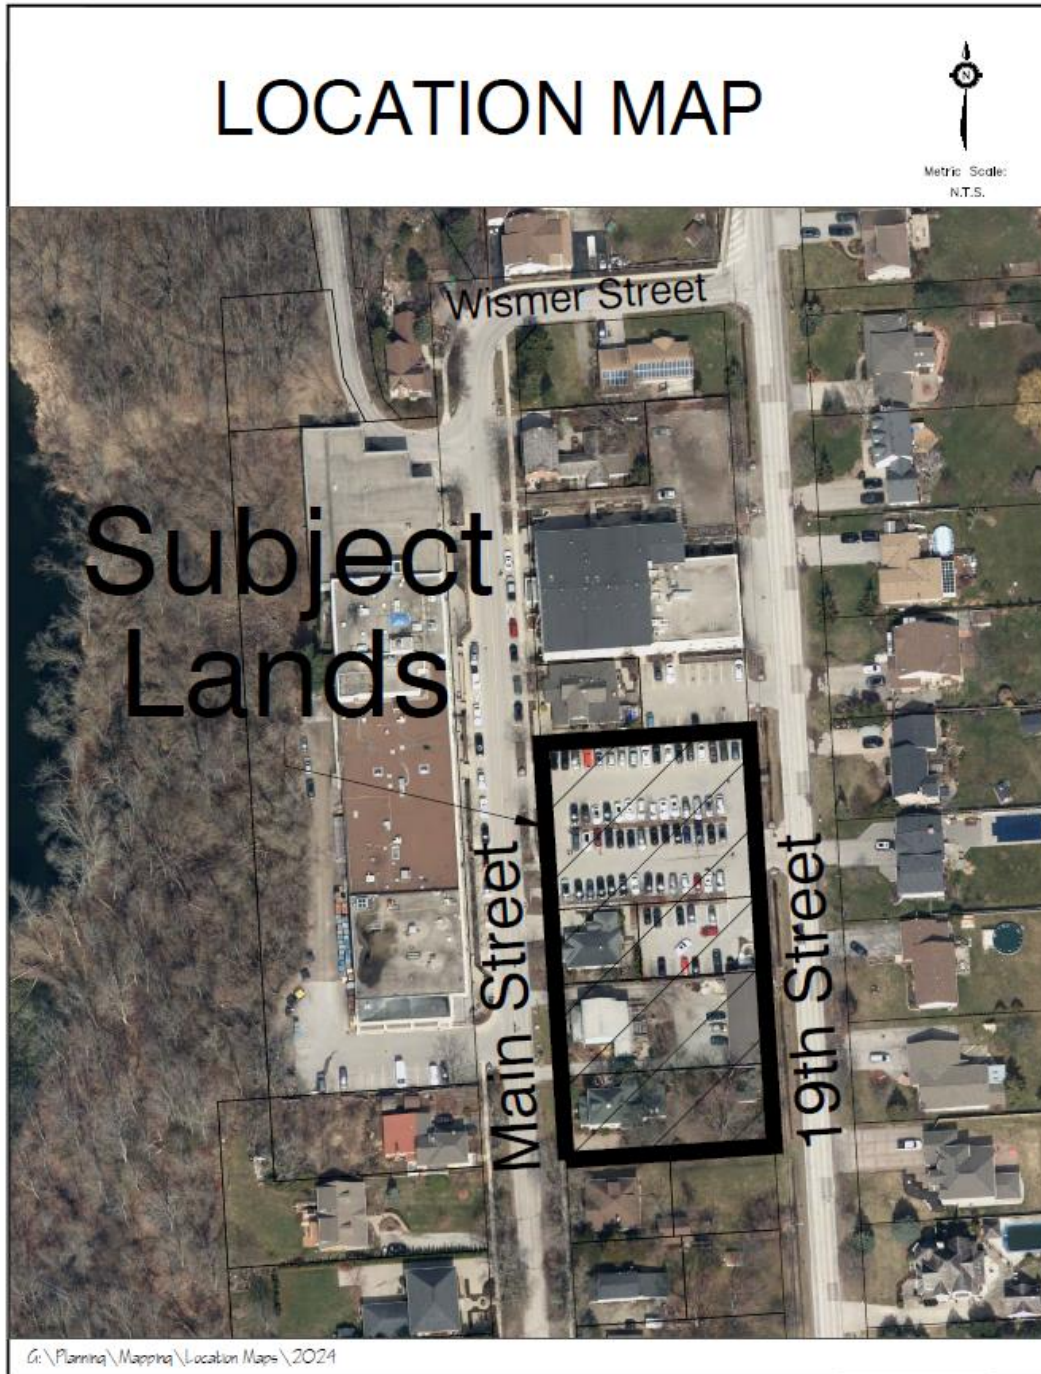 LOCATION MAP
N
Metric Scale:
N.T.S.
Wismer Street
Subject
Lands
Main Street
19th Street
G:\Planning\Mapping\Location Maps\2024